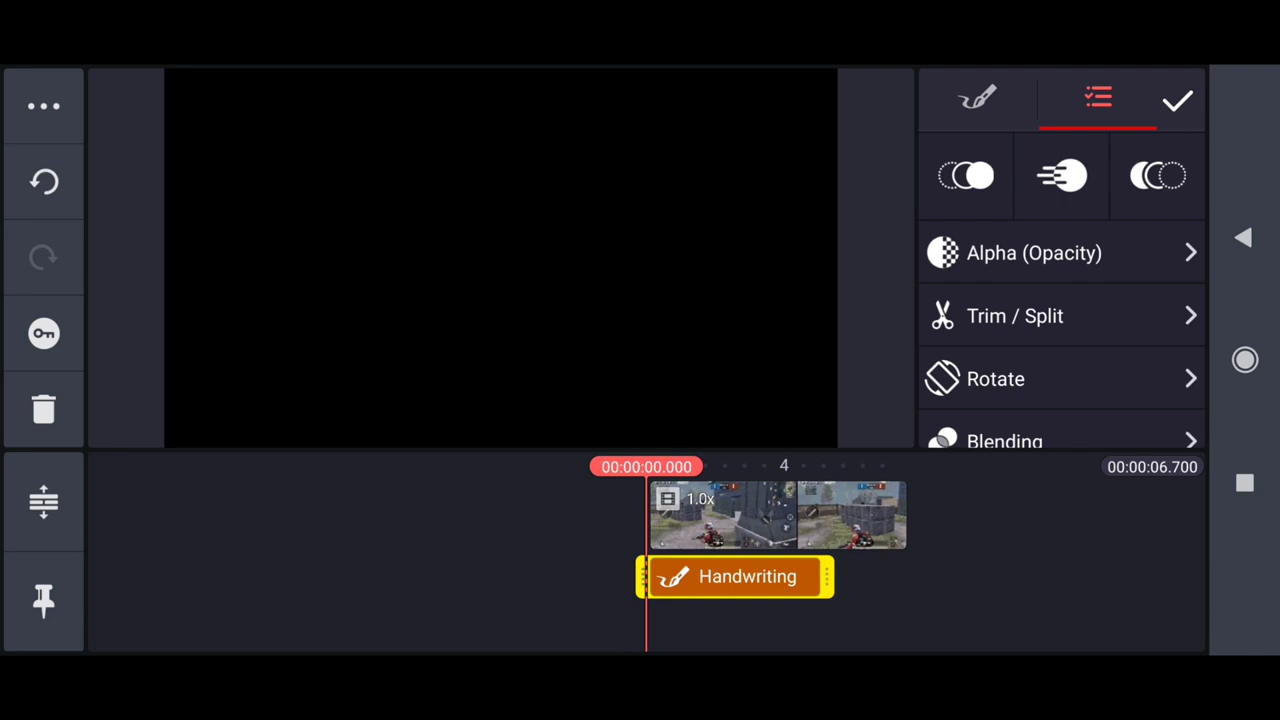 Alpha (Opacity)
Trim / Split
Rotate
Blending
00:00:00.000
4
00:00:06.700
1.0x
Handwriting